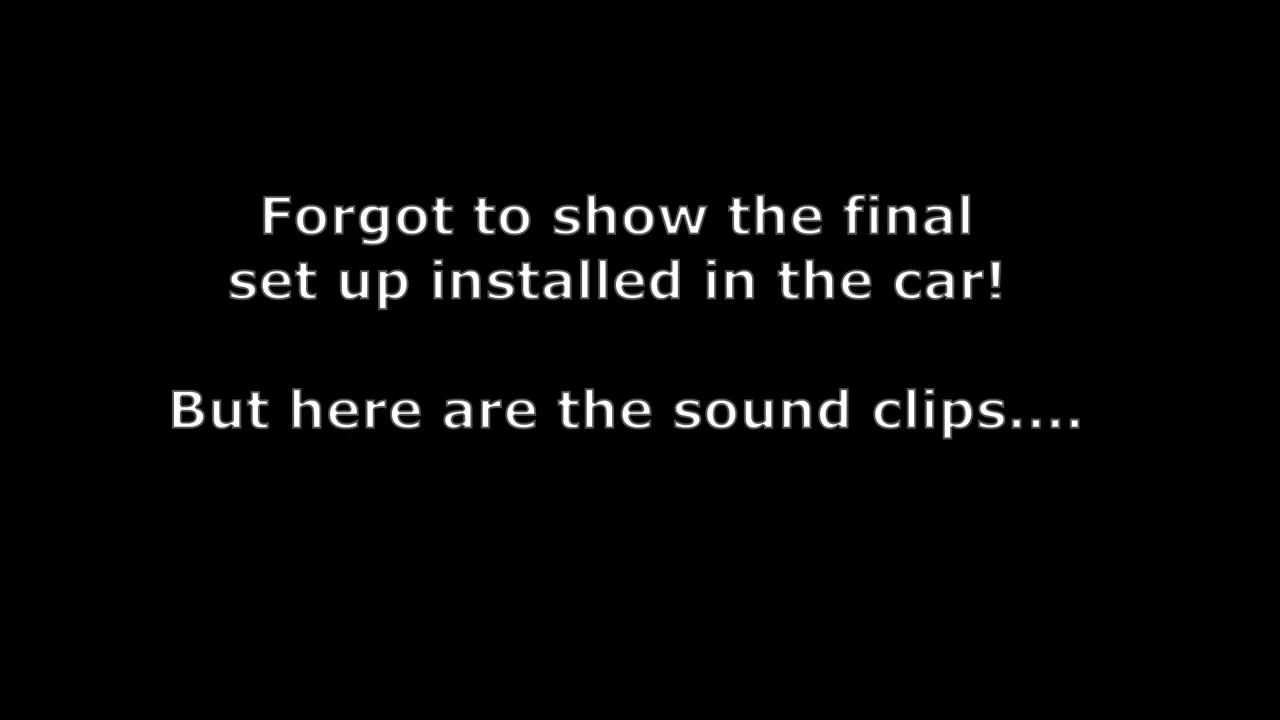 Forgot to show the final
set up installed in the car!
But here are the sound clips....